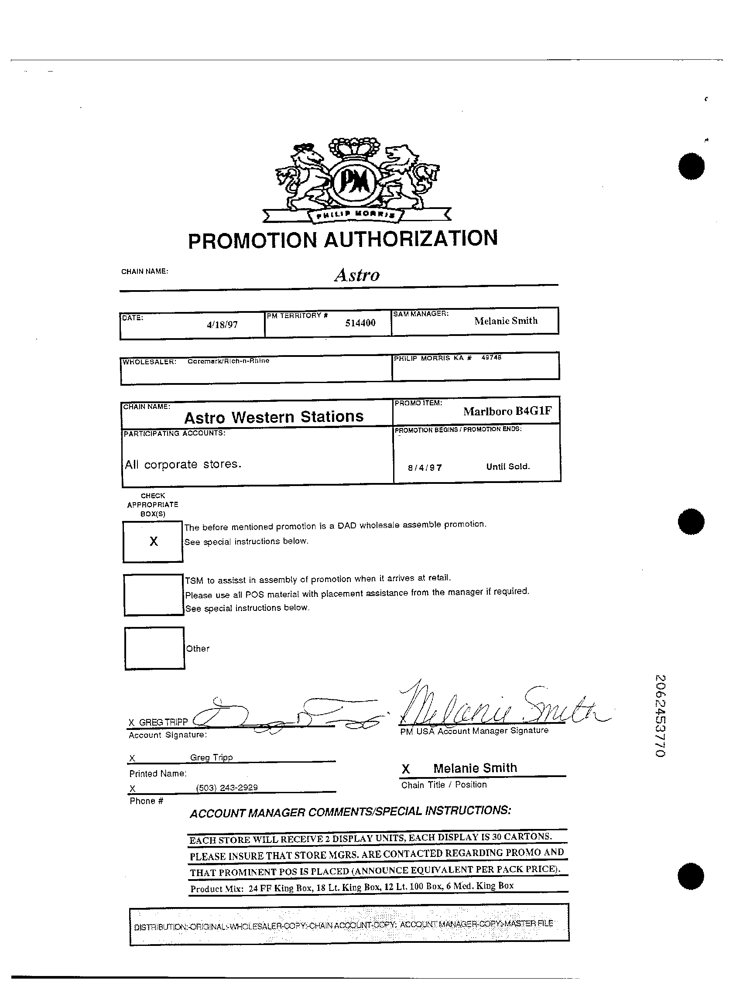 PM
PHILIP MORRIS
PROMOTION AUTHORIZATION
CHAIN NAME: Astro
DATE: 4/18/97 PM TERRITORY # 514400 SAM MANAGER: Melanie Smith
WHOLESALER: Coremark/Rich-n-Rhine PHILIP MORRIS KA # 49748
CHAIN NAME: Astro Western Stations PROMO ITEM: Marlboro B4G1F
PARTICIPATING ACCOUNTS: PROMOTION BEGINS / PROMOTION ENDS:
All corporate stores. 8/4/97 Until Sold.
CHECK
APPROPRIATE
BOX(S)
The before mentioned promotion is a DAD wholesale assemble promotion.
X See special instructions below.
TSM to assisst in assembly of promotion when it arrives at retail.
Please use all POS material with placement assistance from the manager if required.
See special instructions below.
Other
2062453770
X GREG TRIPP Melanie Smith
Account Signature: PM USA Account Manager Signature
X Greg Tripp
Printed Name: X Melanie Smith
X (503) 243-2929 Chain Title / Position
Phone #
ACCOUNT MANAGER COMMENTS/SPECIAL INSTRUCTIONS:
EACH STORE WILL RECEIVE 2 DISPLAY UNITS, EACH DISPLAY IS 30 CARTONS.
PLEASE INSURE THAT STORE MGRS. ARE CONTACTED REGARDING PROMO AND
THAT PROMINENT POS IS PLACED (ANNOUNCE EQUIVALENT PER PACK PRICE).
Product Mix: 24 FF King Box, 18 Lt. King Box, 12 Lt. 100 Box, 6 Med. King Box
DISTRIBUTION:-ORIGINAL-WHOLESALER-COPY:-CHAIN ACCOUNT-COPY: ACCOUNT MANAGER-COPY:-MASTER FILE